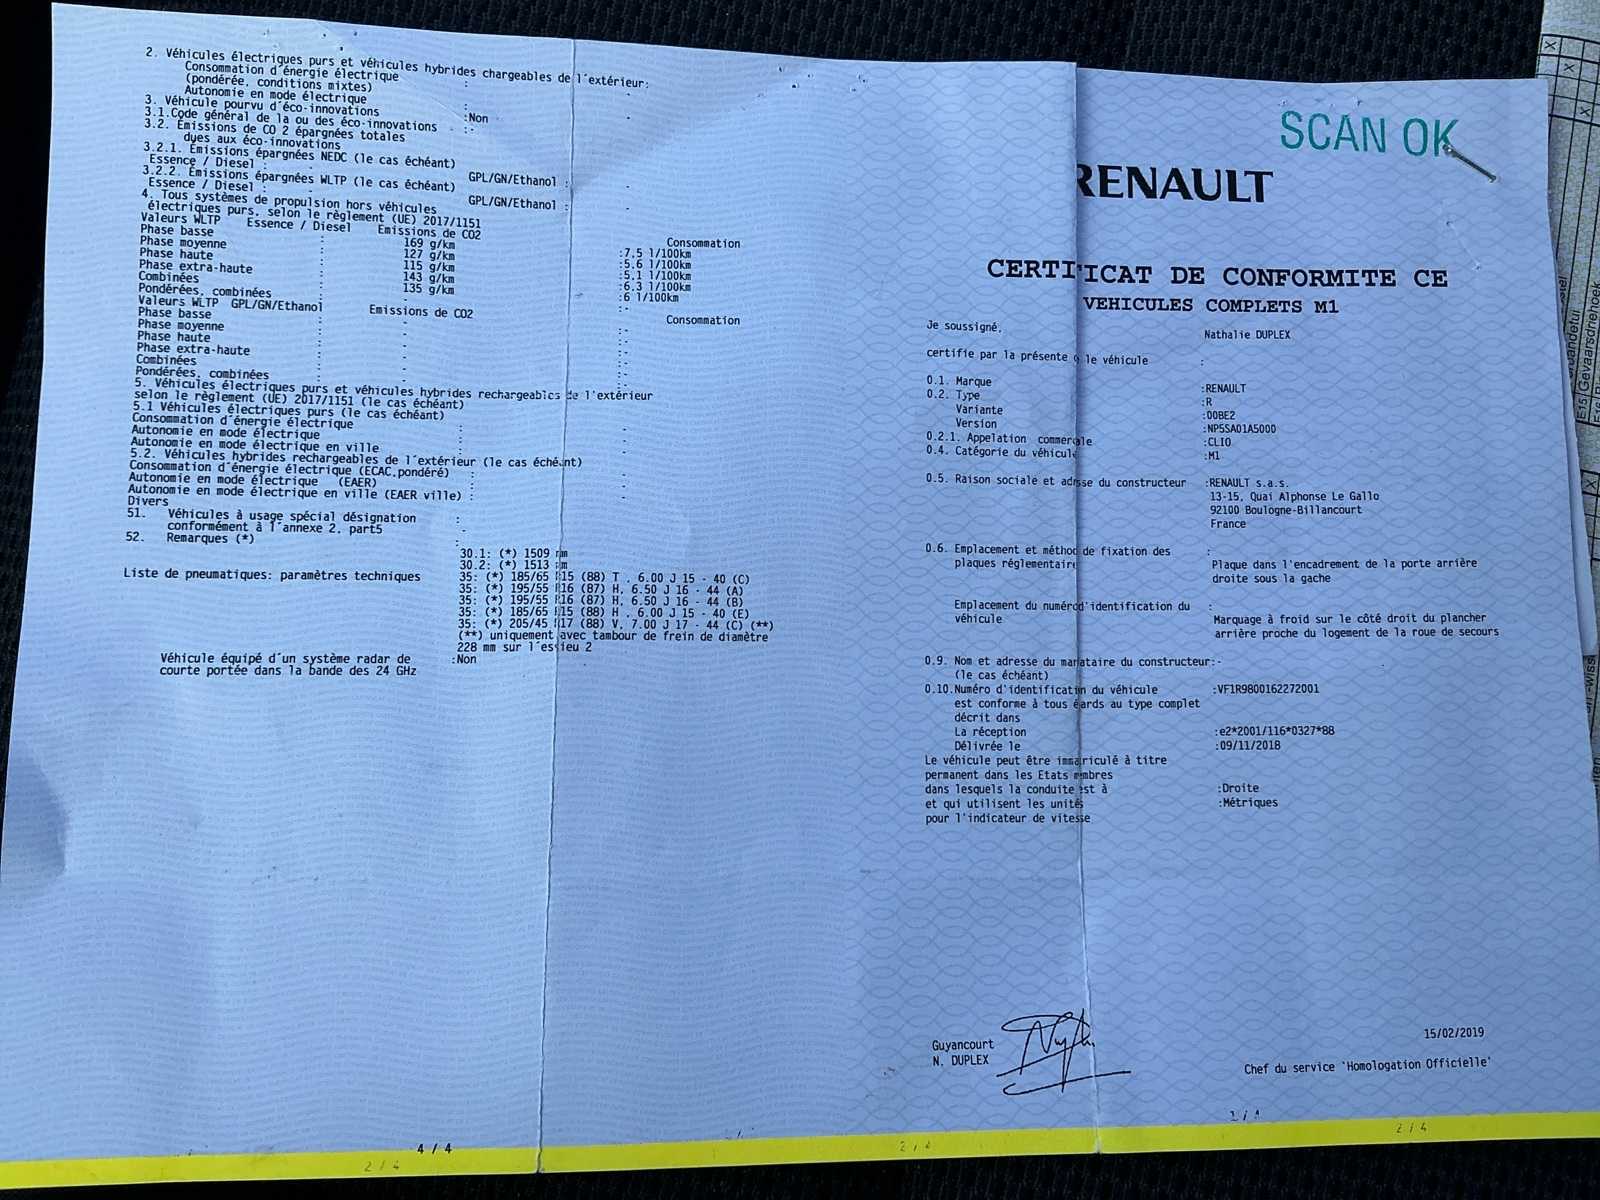 2. Véhicules électriques purs et véhicules hybrides chargeables de l'extérieur:
Consommation d'énergie électrique :
(pondérée, conditions mixtes)
Autonomie en mode électrique : -
3. Véhicule pourvu d'éco-innovations :Non
3.1.Code général de la ou des éco-innovations :-
3.2. Emissions de CO 2 épargnées totales
dues aux éco-innovations
3.2.1. Emissions épargnées NEDC (le cas échéant)
Essence / Diesel : - GPL/GN/Ethanol : -
3.2.2. Emissions épargnées WLTP (le cas échéant)
Essence / Diesel : - GPL/GN/Ethanol : -
4. Tous systèmes de propulsion hors véhicules
électriques purs, selon le règlement (UE) 2017/1151
Valeurs WLTP Essence / Diesel Emissions de CO2 Consommation
Phase basse : 169 g/km :7.5 l/100km
Phase moyenne : 127 g/km :5.6 l/100km
Phase haute : 115 g/km :5.1 l/100km
Phase extra-haute : 143 g/km :6.3 l/100km
Combinées : 135 g/km :6 l/100km
Pondérées, combinées : - :-
Valeurs WLTP GPL/GN/Ethanol Emissions de CO2 Consommation
Phase basse : - :-
Phase moyenne : - :-
Phase haute : - :-
Phase extra-haute : - :-
Combinées : - :-
Pondérées, combinées : - :-
5. Véhicules électriques purs et véhicules hybrides rechargeables de l'extérieur
selon le règlement (UE) 2017/1151 (le cas échéant)
5.1 Véhicules électriques purs (le cas échéant)
Consommation d'énergie électrique : -
Autonomie en mode électrique : -
Autonomie en mode électrique en ville : -
5.2. Véhicules hybrides rechargeables de l'extérieur (le cas échéant)
Consommation d'énergie électrique (ECAC,pondéré) : -
Autonomie en mode électrique (EAER) : -
Autonomie en mode électrique en ville (EAER ville) : -
Divers
51. Véhicules à usage spécial désignation :
conformément à l'annexe 2, part5 -
52. Remarques (*) :
30.1: (*) 1509 mm
30.2: (*) 1513 mm
Liste de pneumatiques: paramètres techniques 35: (*) 185/65 R15 (88) T , 6.00 J 15 - 40 (C)
35: (*) 195/55 R16 (87) H, 6.50 J 16 - 44 (A)
35: (*) 195/55 R16 (87) H, 6.50 J 16 - 44 (B)
35: (*) 185/65 R15 (88) H , 6.00 J 15 - 40 (E)
35: (*) 205/45 R17 (88) V, 7.00 J 17 - 44 (C) (**)
(**) uniquement avec tambour de frein de diamètre
228 mm sur l'essieu 2
Véhicule équipé d'un système radar de :Non
courte portée dans la bande des 24 GHz
4 / 4
2 / 4
SCAN OK
RENAULT
CERTIFICAT DE CONFORMITE CE
VEHICULES COMPLETS M1
Je soussigné, Nathalie DUPLEX
certifie par la présente q le véhicule :
0.1. Marque :RENAULT
0.2. Type :R
Variante :00BE2
Version :NP5SA01A5000
0.2.1. Appelation commerciale :CLIO
0.4. Catégorie du véhicule :M1
0.5. Raison sociale et adresse du constructeur :RENAULT s.a.s.
13-15, Quai Alphonse Le Gallo
92100 Boulogne-Billancourt
France
0.6. Emplacement et méthode de fixation des :
plaques réglementaires Plaque dans l'encadrement de la porte arrière
droite sous la gache
Emplacement du numéro d'identification du :
véhicule Marquage à froid sur le côté droit du plancher
arrière proche du logement de la roue de secours
0.9. Nom et adresse du mandataire du constructeur:-
(le cas échéant)
0.10.Numéro d'identification du véhicule :VF1R9800162272001
est conforme à tous égards au type complet
décrit dans
La réception :e2*2001/116*0327*88
Délivrée le :09/11/2018
Le véhicule peut être immatriculé à titre
permanent dans les Etats membres
dans lesquels la conduite est à :Droite
et qui utilisent les unités :Métriques
pour l'indicateur de vitesse
Guyancourt
N. DUPLEX
15/02/2019
Chef du service 'Homologation Officielle'
1 / 4
2 / 4
2 / 4
E15 Gevaarsdriehoek